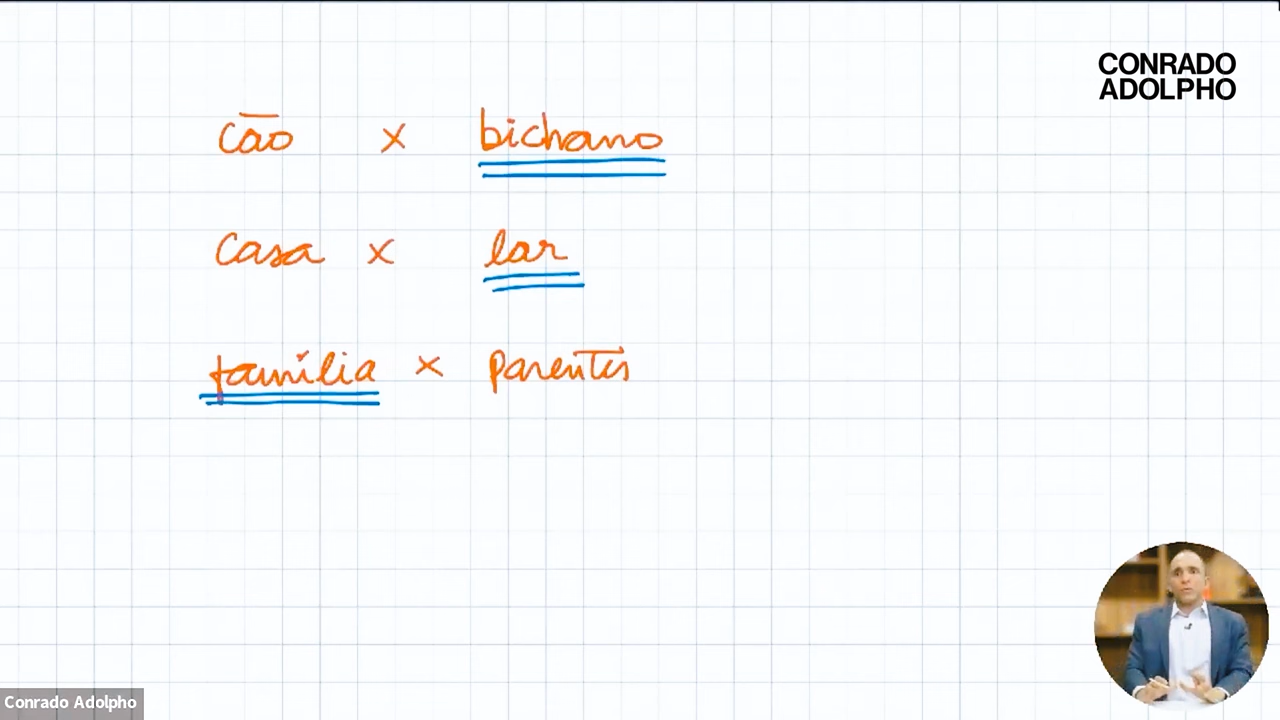 CONRADO
ADOLPHO
cão x bichano
casa x lar
família x parentes
Conrado Adolpho